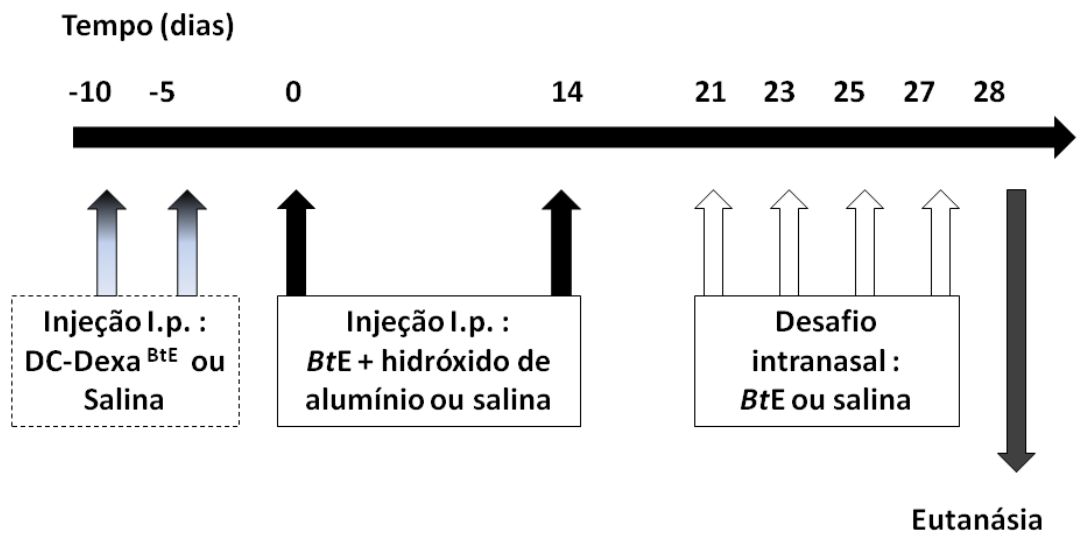 Tempo (dias)
-10 -5 0 14 21 23 25 27 28
Injeção I.p. :
DC-Dexa BtE ou
Salina
Injeção I.p. :
BtE + hidróxido de
alumínio ou salina
Desafio
intranasal :
BtE ou salina
Eutanásia